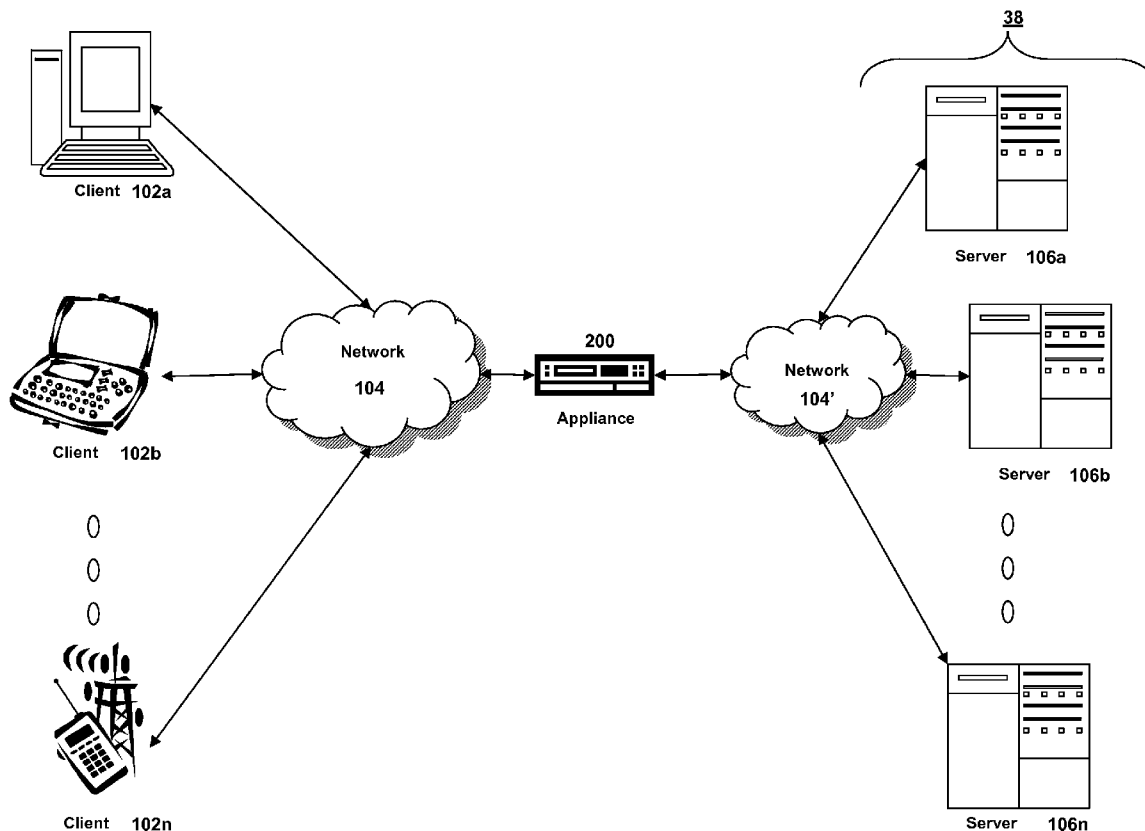 38
Client 102a
Server 106a
Network
104
200
Appliance
Network
104'
Client 102b
Server 106b
Client 102n
Server 106n